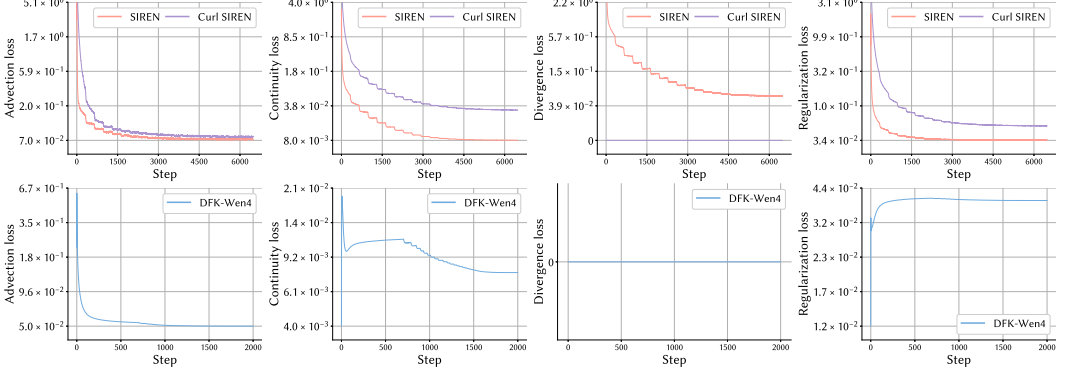 5.1 × 10⁰
1.7 × 10⁰
5.9 × 10⁻¹
2.0 × 10⁻¹
7.0 × 10⁻²
Advection loss
SIREN Curl SIREN
0 1500 3000 4500 6000
Step
4.0 × 10⁰
8.5 × 10⁻¹
1.8 × 10⁻¹
3.8 × 10⁻²
8.0 × 10⁻³
Continuity loss
SIREN Curl SIREN
0 1500 3000 4500 6000
Step
2.2 × 10⁰
5.7 × 10⁻¹
1.5 × 10⁻¹
3.9 × 10⁻²
0
Divergence loss
SIREN Curl SIREN
0 1500 3000 4500 6000
Step
3.1 × 10⁰
9.9 × 10⁻¹
3.2 × 10⁻¹
1.0 × 10⁻¹
3.4 × 10⁻²
Regularization loss
SIREN Curl SIREN
0 1500 3000 4500 6000
Step
6.7 × 10⁻¹
3.5 × 10⁻¹
1.8 × 10⁻¹
9.6 × 10⁻²
5.0 × 10⁻²
Advection loss
DFK-Wen4
0 500 1000 1500 2000
Step
2.1 × 10⁻²
1.4 × 10⁻²
9.2 × 10⁻³
6.1 × 10⁻³
4.0 × 10⁻³
Continuity loss
DFK-Wen4
0 500 1000 1500 2000
Step
0
Divergence loss
DFK-Wen4
0 500 1000 1500 2000
Step
4.4 × 10⁻²
3.2 × 10⁻²
2.3 × 10⁻²
1.7 × 10⁻²
1.2 × 10⁻²
Regularization loss
DFK-Wen4
0 500 1000 1500 2000
Step